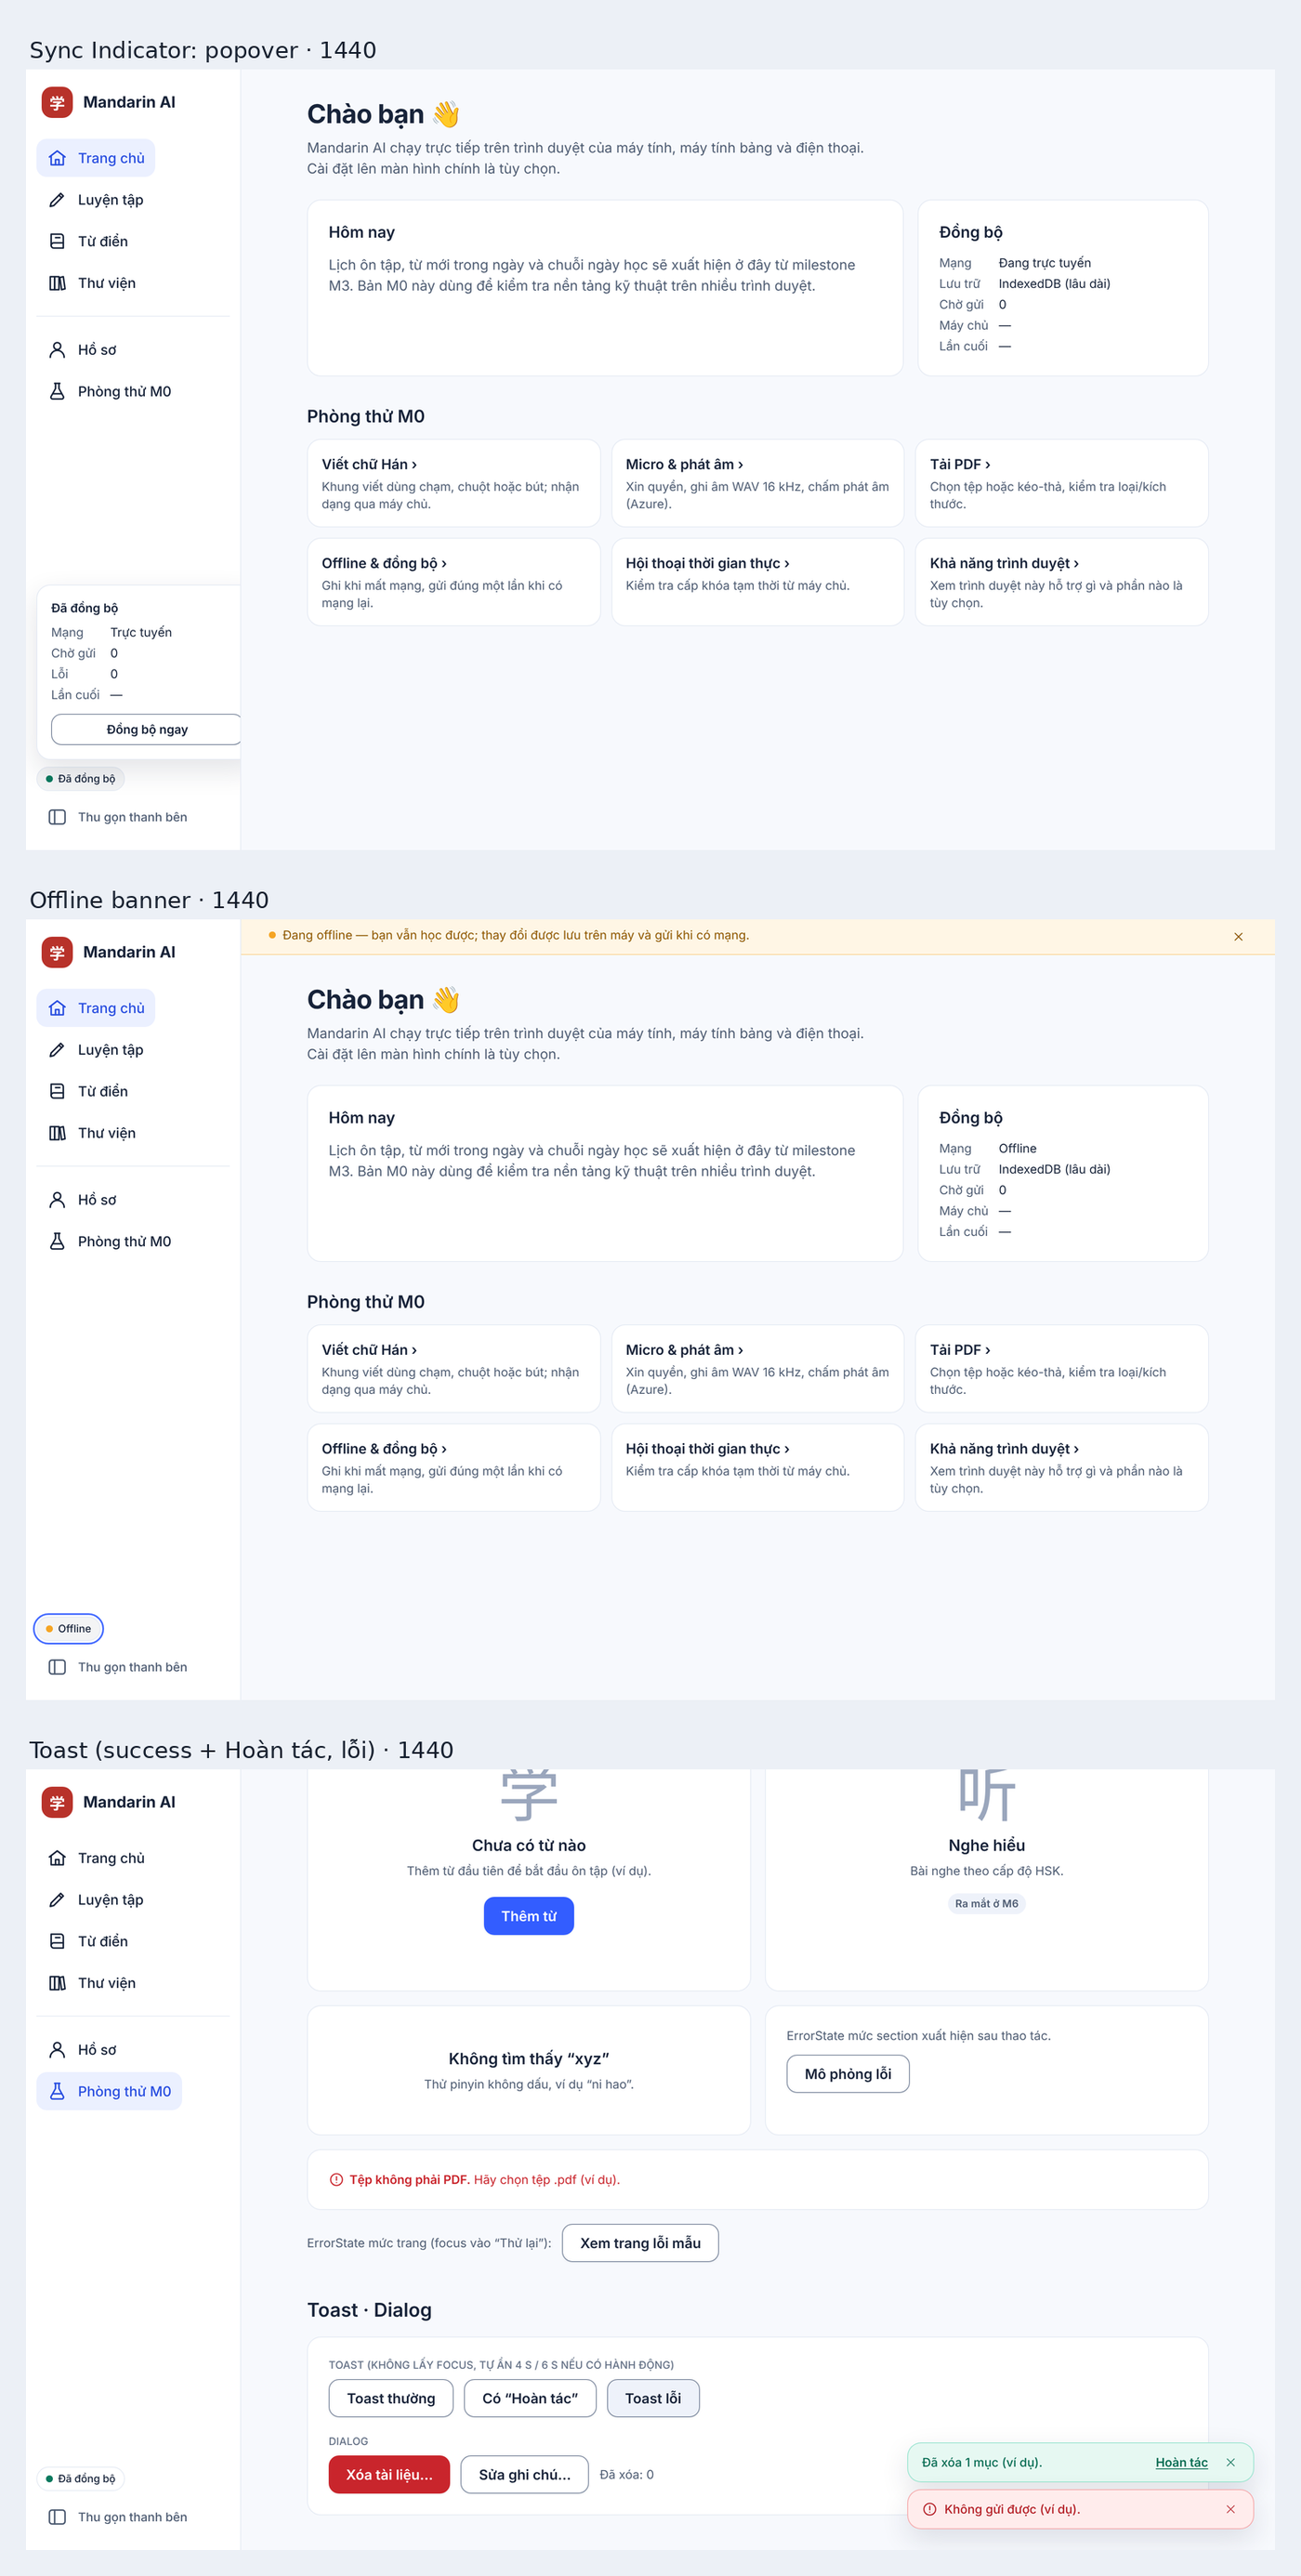 Sync Indicator: popover · 1440
学 Mandarin AI
Trang chủ
Luyện tập
Từ điển
Thư viện
Hồ sơ
Phòng thử M0
Đã đồng bộ
Mạng Trực tuyến
Chờ gửi 0
Lỗi 0
Lần cuối —
Đồng bộ ngay
Đã đồng bộ
Thu gọn thanh bên
Chào bạn 👋
Mandarin AI chạy trực tiếp trên trình duyệt của máy tính, máy tính bảng và điện thoại.
Cài đặt lên màn hình chính là tùy chọn.
Hôm nay
Lịch ôn tập, từ mới trong ngày và chuỗi ngày học sẽ xuất hiện ở đây từ milestone
M3. Bản M0 này dùng để kiểm tra nền tảng kỹ thuật trên nhiều trình duyệt.
Đồng bộ
Mạng Đang trực tuyến
Lưu trữ IndexedDB (lâu dài)
Chờ gửi 0
Máy chủ —
Lần cuối —
Phòng thử M0
Viết chữ Hán ›
Khung viết dùng chạm, chuột hoặc bút; nhận
dạng qua máy chủ.
Micro & phát âm ›
Xin quyền, ghi âm WAV 16 kHz, chấm phát âm
(Azure).
Tải PDF ›
Chọn tệp hoặc kéo-thả, kiểm tra loại/kích
thước.
Offline & đồng bộ ›
Ghi khi mất mạng, gửi đúng một lần khi có
mạng lại.
Hội thoại thời gian thực ›
Kiểm tra cấp khóa tạm thời từ máy chủ.
Khả năng trình duyệt ›
Xem trình duyệt này hỗ trợ gì và phần nào là
tùy chọn.
Offline banner · 1440
学 Mandarin AI
Trang chủ
Luyện tập
Từ điển
Thư viện
Hồ sơ
Phòng thử M0
Offline
Thu gọn thanh bên
Đang offline — bạn vẫn học được; thay đổi được lưu trên máy và gửi khi có mạng.
Chào bạn 👋
Mandarin AI chạy trực tiếp trên trình duyệt của máy tính, máy tính bảng và điện thoại.
Cài đặt lên màn hình chính là tùy chọn.
Hôm nay
Lịch ôn tập, từ mới trong ngày và chuỗi ngày học sẽ xuất hiện ở đây từ milestone
M3. Bản M0 này dùng để kiểm tra nền tảng kỹ thuật trên nhiều trình duyệt.
Đồng bộ
Mạng Offline
Lưu trữ IndexedDB (lâu dài)
Chờ gửi 0
Máy chủ —
Lần cuối —
Phòng thử M0
Viết chữ Hán ›
Khung viết dùng chạm, chuột hoặc bút; nhận
dạng qua máy chủ.
Micro & phát âm ›
Xin quyền, ghi âm WAV 16 kHz, chấm phát âm
(Azure).
Tải PDF ›
Chọn tệp hoặc kéo-thả, kiểm tra loại/kích
thước.
Offline & đồng bộ ›
Ghi khi mất mạng, gửi đúng một lần khi có
mạng lại.
Hội thoại thời gian thực ›
Kiểm tra cấp khóa tạm thời từ máy chủ.
Khả năng trình duyệt ›
Xem trình duyệt này hỗ trợ gì và phần nào là
tùy chọn.
Toast (success + Hoàn tác, lỗi) · 1440
学 Mandarin AI
Trang chủ
Luyện tập
Từ điển
Thư viện
Hồ sơ
Phòng thử M0
Đã đồng bộ
Thu gọn thanh bên
学
Chưa có từ nào
Thêm từ đầu tiên để bắt đầu ôn tập (ví dụ).
Thêm từ
听
Nghe hiểu
Bài nghe theo cấp độ HSK.
Ra mắt ở M6
Không tìm thấy “xyz”
Thử pinyin không dấu, ví dụ “ni hao”.
ErrorState mức section xuất hiện sau thao tác.
Mô phỏng lỗi
Tệp không phải PDF. Hãy chọn tệp .pdf (ví dụ).
ErrorState mức trang (focus vào “Thử lại”): Xem trang lỗi mẫu
Toast · Dialog
TOAST (KHÔNG LẤY FOCUS, TỰ ẨN 4 S / 6 S NẾU CÓ HÀNH ĐỘNG)
Toast thường Có “Hoàn tác” Toast lỗi
DIALOG
Xóa tài liệu... Sửa ghi chú... Đã xóa: 0
Đã xóa 1 mục (ví dụ). Hoàn tác
Không gửi được (ví dụ).